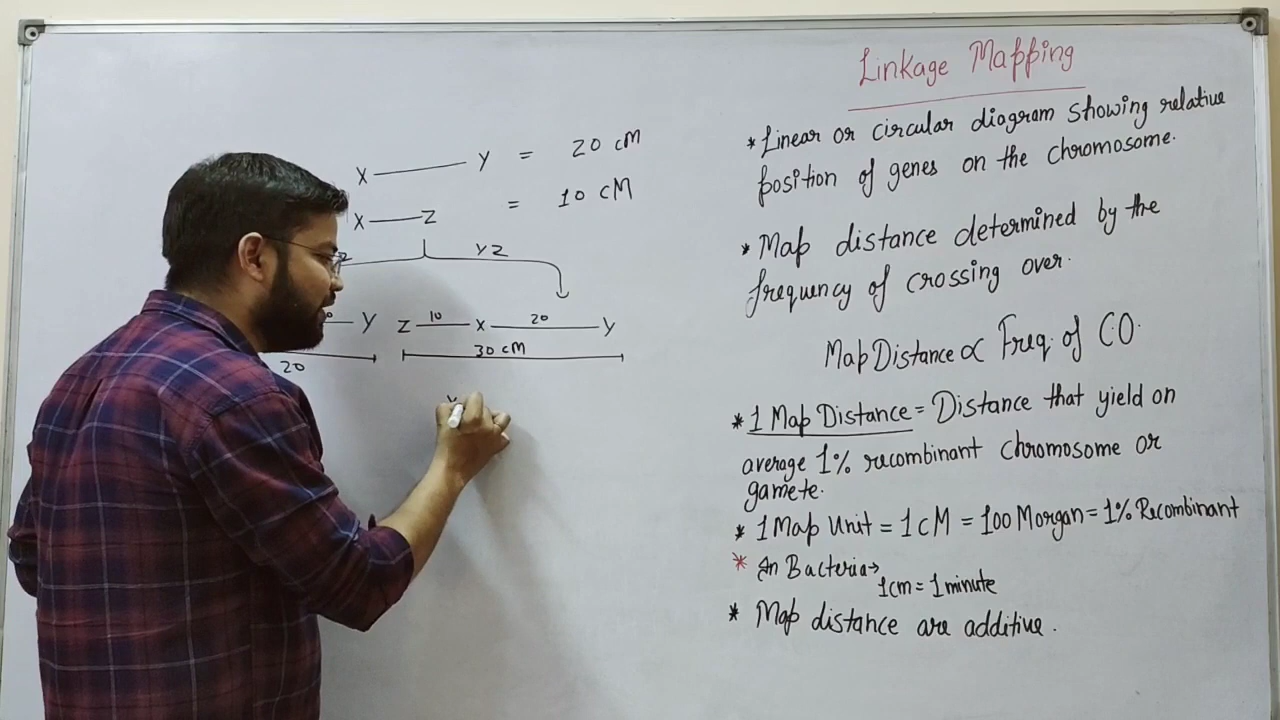 Linkage Mapping
*Linear or circular diagram showing relative
position of genes on the chromosome.
* Map distance determined by the
frequency of crossing over.
Map Distance ∝ Freq. of CO.
*1 Map Distance = Distance that yield on
average 1% recombinant chromosome or
gamete.
* 1 Map Unit = 1 cM = 100 Morgan = 1% Recombinant
* In Bacteria→
1cm = 1 minute
* Map distance are additive.
X Y = 20 cM
X Z = 10 cM
YZ
Y Z 10 X 20 Y
20 30 cM